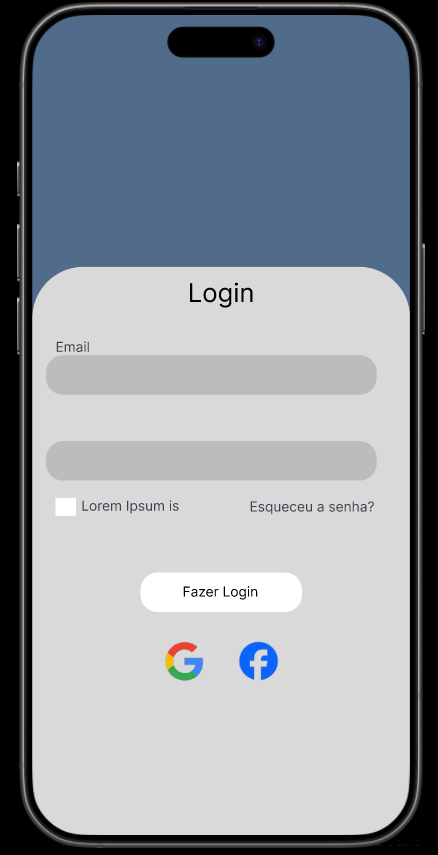 Login
Email
Lorem Ipsum is
Esqueceu a senha?
Fazer Login